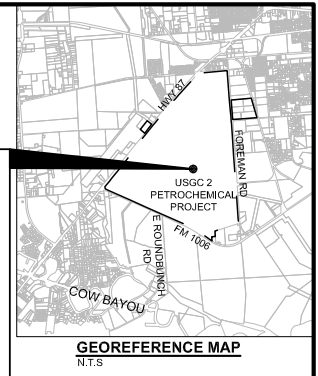 HWY 87
FOREMAN RD
USGC 2
PETROCHEMICAL
PROJECT
FM 1006
E ROUNDBUNCH
RD
COW BAYOU
GEOREFERENCE MAP
N.T.S